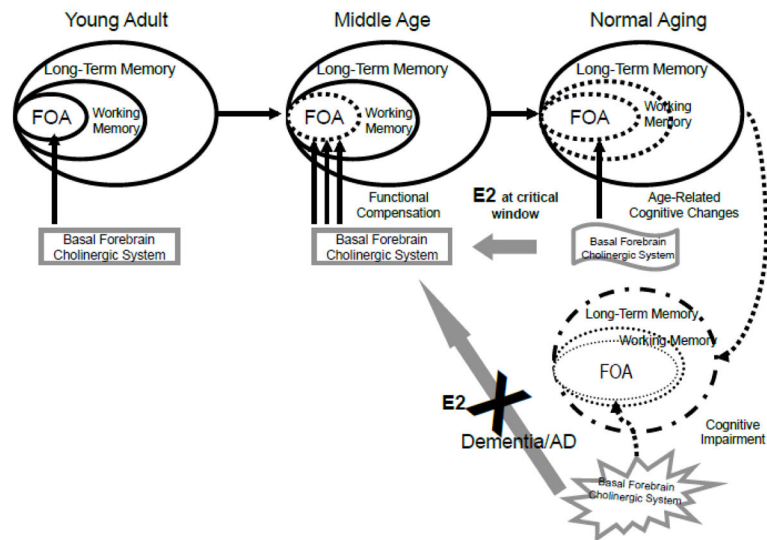 Young Adult
Middle Age
Normal Aging
Long-Term Memory
FOA
Working
Memory
Long-Term Memory
FOA
Working
Memory
Long-Term Memory
FOA
Working
Memory
Basal Forebrain
Cholinergic System
Functional
Compensation
Basal Forebrain
Cholinergic System
E2 at critical
window
Age-Related
Cognitive Changes
Basal Forebrain
Cholinergic System
Long-Term Memory
Working Memory
FOA
E2
Dementia/AD
Cognitive
Impairment
Basal Forebrain
Cholinergic System